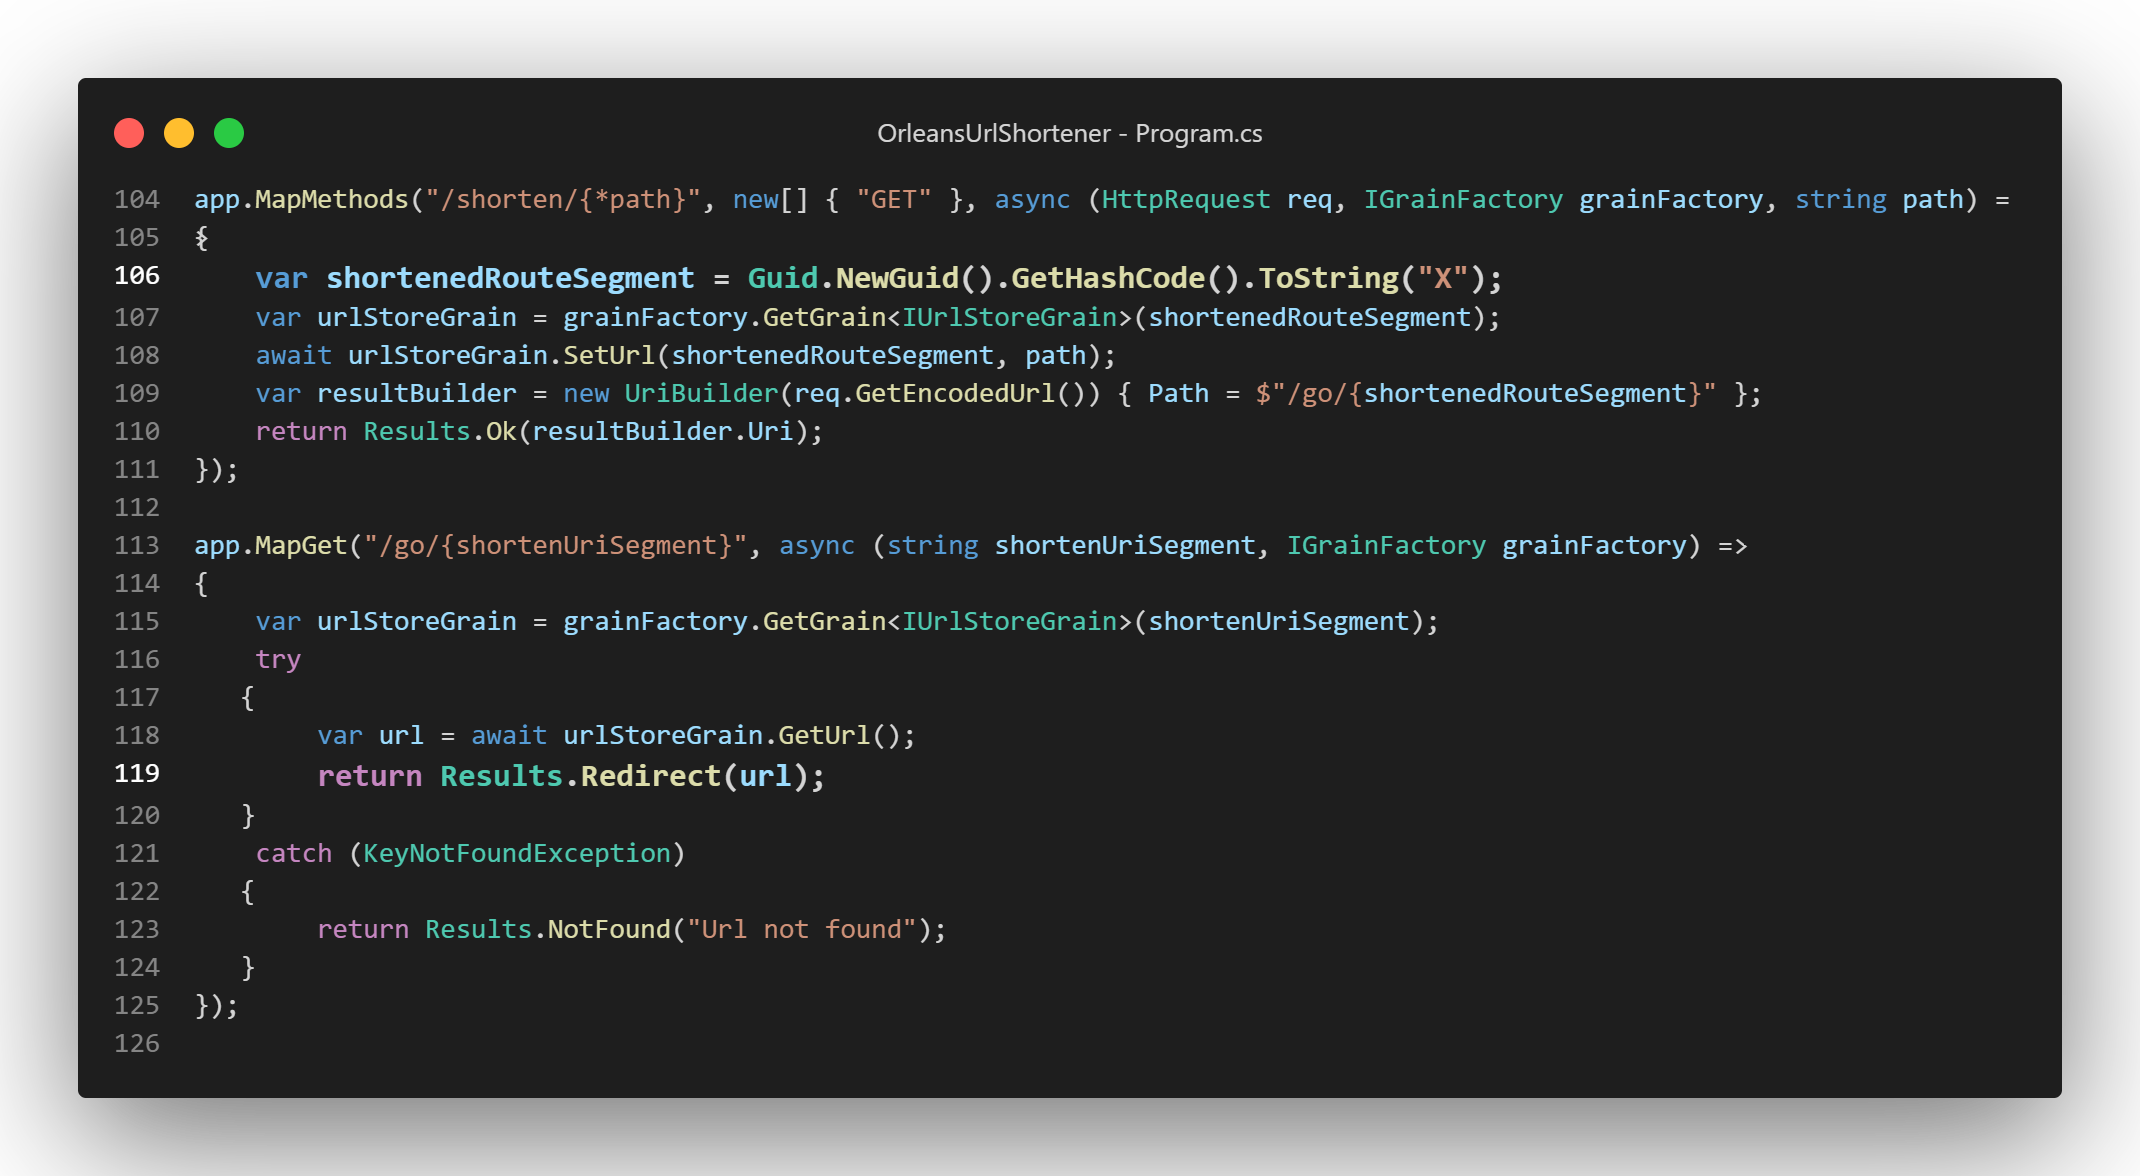 OrleansUrlShortener - Program.cs
104 app.MapMethods("/shorten/{*path}", new[] { "GET" }, async (HttpRequest req, IGrainFactory grainFactory, string path) =>
105 {
106     var shortenedRouteSegment = Guid.NewGuid().GetHashCode().ToString("X");
107     var urlStoreGrain = grainFactory.GetGrain<IUrlStoreGrain>(shortenedRouteSegment);
108     await urlStoreGrain.SetUrl(shortenedRouteSegment, path);
109     var resultBuilder = new UriBuilder(req.GetEncodedUrl()) { Path = $"/go/{shortenedRouteSegment}" };
110     return Results.Ok(resultBuilder.Uri);
111 });
112
113 app.MapGet("/go/{shortenUriSegment}", async (string shortenUriSegment, IGrainFactory grainFactory) =>
114 {
115     var urlStoreGrain = grainFactory.GetGrain<IUrlStoreGrain>(shortenUriSegment);
116     try
117    {
118         var url = await urlStoreGrain.GetUrl();
119         return Results.Redirect(url);
120    }
121     catch (KeyNotFoundException)
122    {
123         return Results.NotFound("Url not found");
124    }
125 });
126